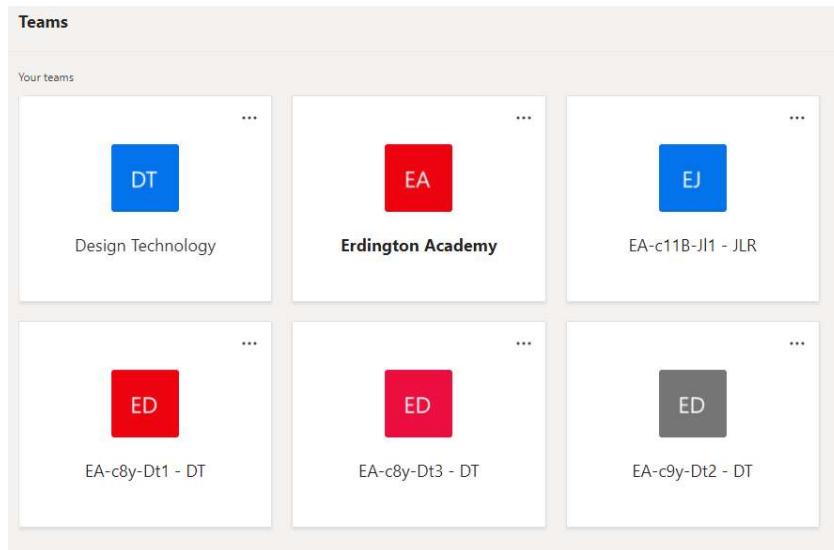 Teams
Your teams
...
...
...
DT
EA
EJ
Design Technology
Erdington Academy
EA-c11B-Jl1 - JLR
...
...
...
ED
ED
ED
EA-c8y-Dt1 - DT
EA-c8y-Dt3 - DT
EA-c9y-Dt2 - DT